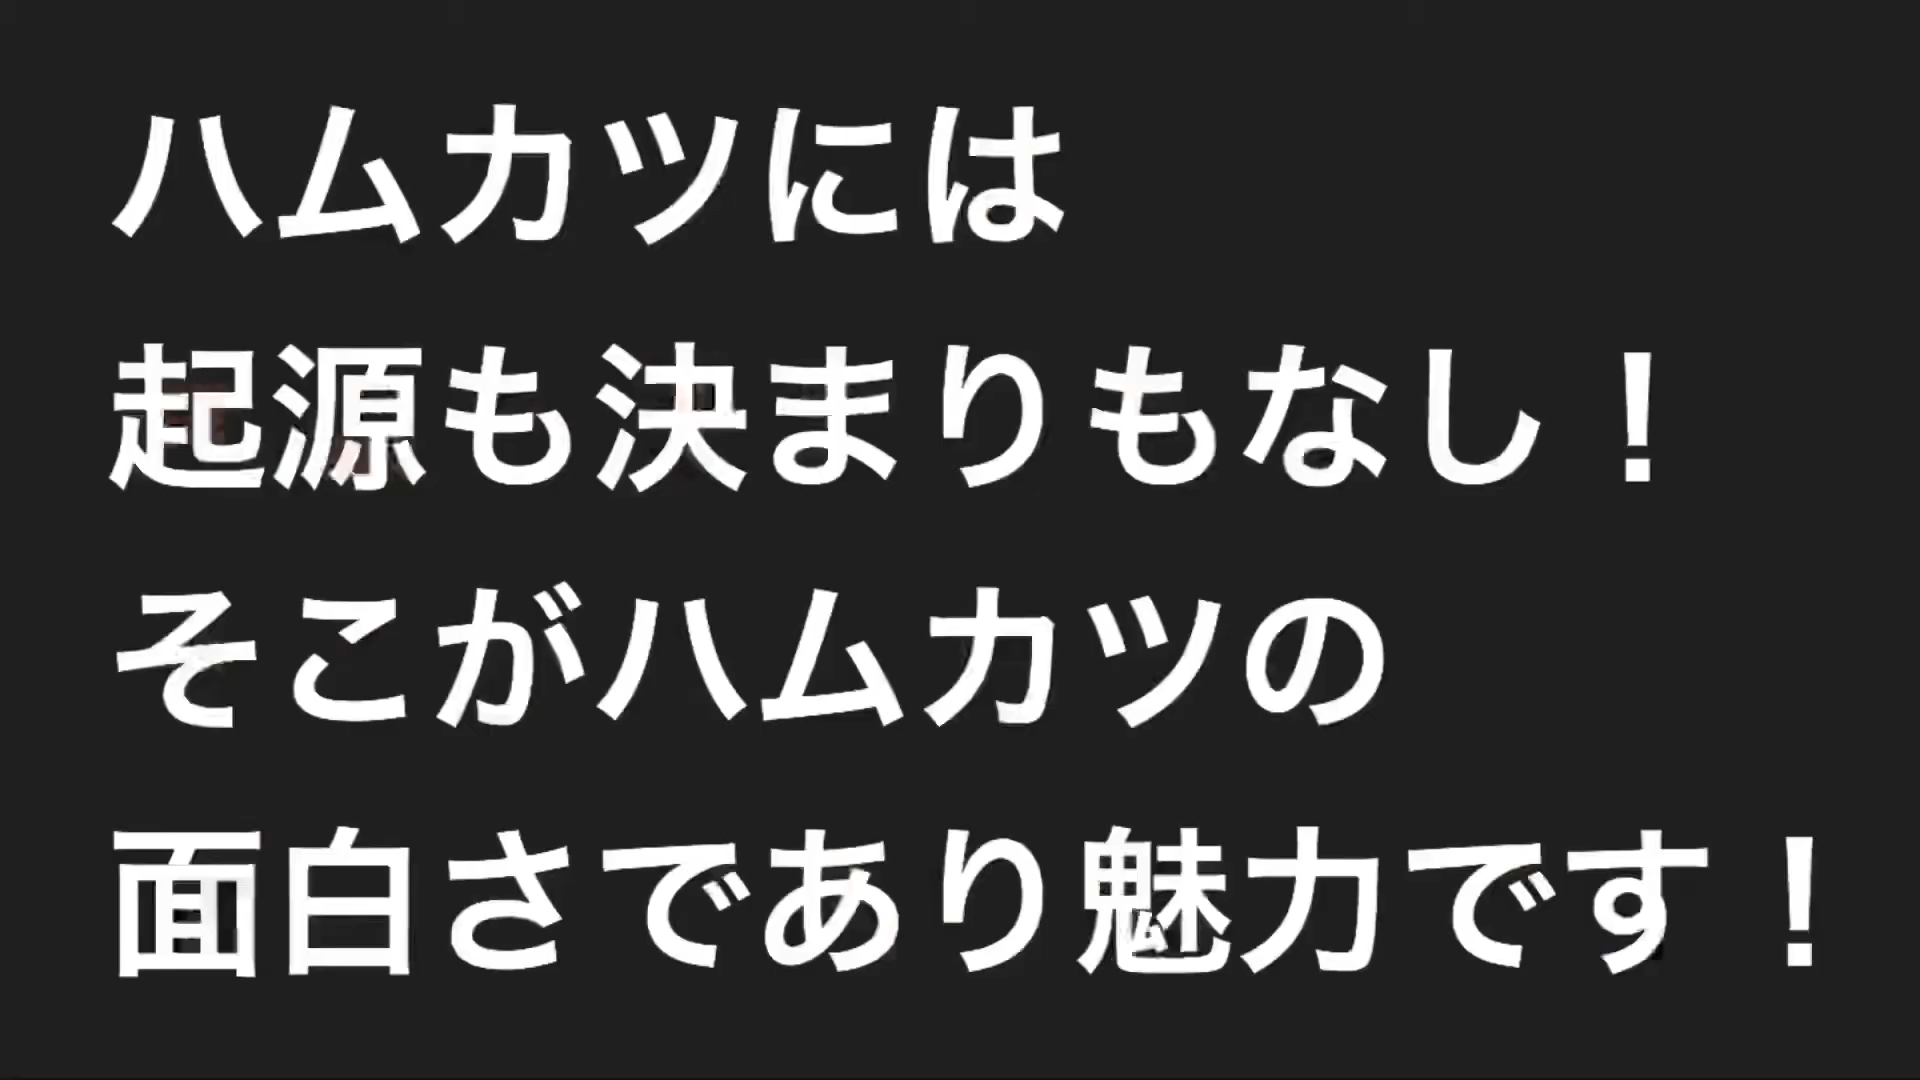 ハムカツには
起源も決まりもなし！
そこがハムカツの
面白さであり魅力です！